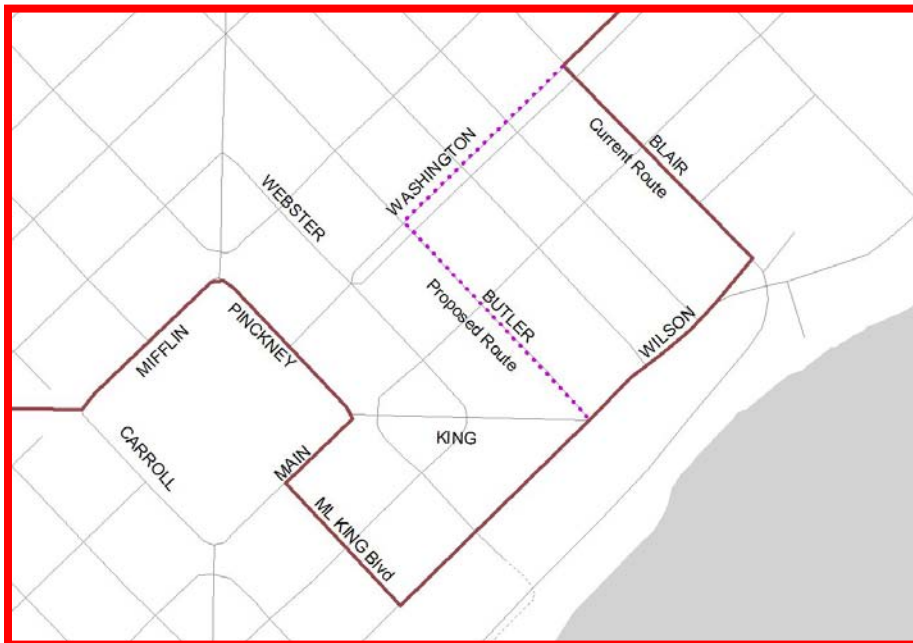 WASHINGTON
BLAIR
Current Route
WEBSTER
BUTLER
Proposed Route
WILSON
PINCKNEY
MIFFLIN
KING
CARROLL
MAIN
ML KING Blvd